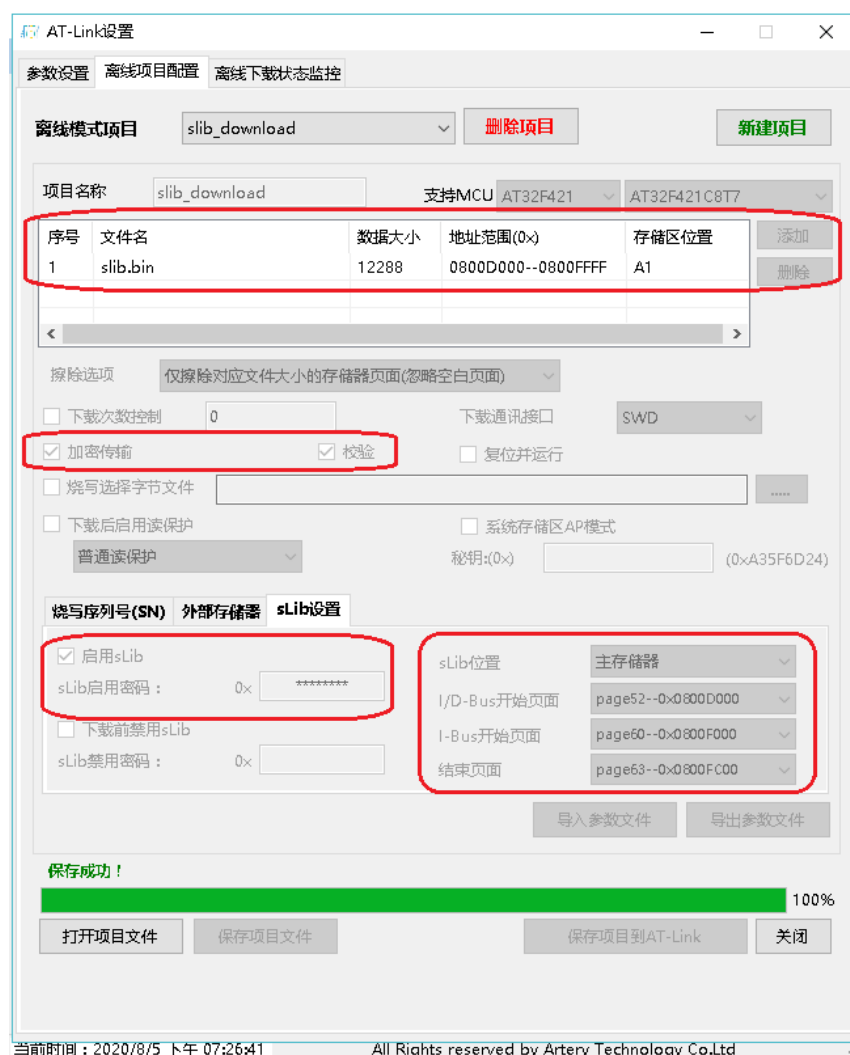 AT-Link设置
参数设置 离线项目配置 离线下载状态监控
离线模式项目 slib_download 删除项目 新建项目
项目名称 slib_download 支持MCU AT32F421 AT32F421C8T7
序号 文件名 数据大小 地址范围(0x) 存储区位置 添加
1 slib.bin 12288 0800D000--0800FFFF A1 删除
擦除选项 仅擦除对应文件大小的存储器页面(忽略空白页面)
下载次数控制 0 下载通讯接口 SWD
加密传输 校验 复位并运行
烧写选择字节文件 .....
下载后启用读保护 系统存储区AP模式
普通读保护 秘钥:(0x) (0xA35F6D24)
烧写序列号(SN) 外部存储器 sLib设置
启用sLib sLib位置 主存储器
sLib启用密码： 0x ******** I/D-Bus开始页面 page52--0x0800D000
下载前禁用sLib I-Bus开始页面 page60--0x0800F000
sLib禁用密码： 0x 结束页面 page63--0x0800FC00
导入参数文件 导出参数文件
保存成功！
100%
打开项目文件 保存项目文件 保存项目到AT-Link 关闭
当前时间：2020/8/5 下午 07:26:41 All Rights reserved by Artery Technology Co.Ltd